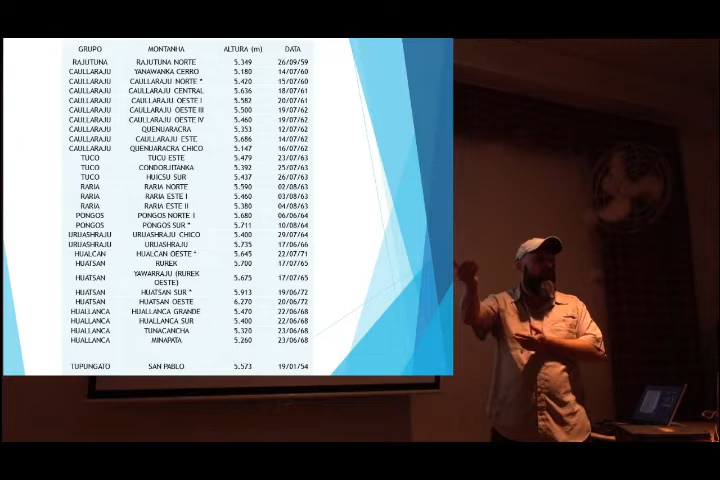 GRUPO MONTANHA ALTURA (m) DATA
RAJUTUNA RAJUTUNA NORTE 5.349 26/09/59
CAULLARAJU YANAWANKA CERRO 5.180 14/07/60
CAULLARAJU CAULLARAJU NORTE * 5.420 15/07/60
CAULLARAJU CAULLARAJU CENTRAL 5.636 18/07/61
CAULLARAJU CAULLARAJU OESTE I 5.582 20/07/61
CAULLARAJU CAULLARAJU OESTE III 5.500 19/07/62
CAULLARAJU CAULLARAJU OESTE IV 5.460 19/07/62
CAULLARAJU QUENUARACRA 5.353 12/07/62
CAULLARAJU CAULLARAJU ESTE 5.686 14/07/62
CAULLARAJU QUENUARACRA CHICO 5.147 16/07/62
TUCO TUCU ESTE 5.479 23/07/63
TUCO CONDORJITANKA 5.392 25/07/63
TUCO HUICSU SUR 5.437 26/07/63
RARIA RARIA NORTE 5.590 02/08/63
RARIA RARIA ESTE I 5.460 03/08/63
RARIA RARIA ESTE II 5.380 04/08/63
PONGOS PONGOS NORTE I 5.680 06/06/64
PONGOS PONGOS SUR * 5.711 10/08/64
URUASHRAJU URUASHRAJU CHICO 5.400 29/07/64
URUASHRAJU URUASHRAJU 5.735 17/06/66
HUALCAN HUALCAN OESTE * 5.645 22/07/71
HUATSAN RUREK 5.700 17/07/65
HUATSAN YAWARRAJU (RUREK
OESTE) 5.675 17/07/65
HUATSAN HUATSAN SUR * 5.913 19/06/72
HUATSAN HUATSAN OESTE 6.270 20/06/72
HUALLANCA HUALLANCA GRANDE 5.470 22/06/68
HUALLANCA HUALLANCA SUR 5.400 22/06/68
HUALLANCA TUNACANCHA 5.320 23/06/68
HUALLANCA MINAPATA 5.260 23/06/68
TUPUNGATO SAN PABLO 5.573 19/01/54